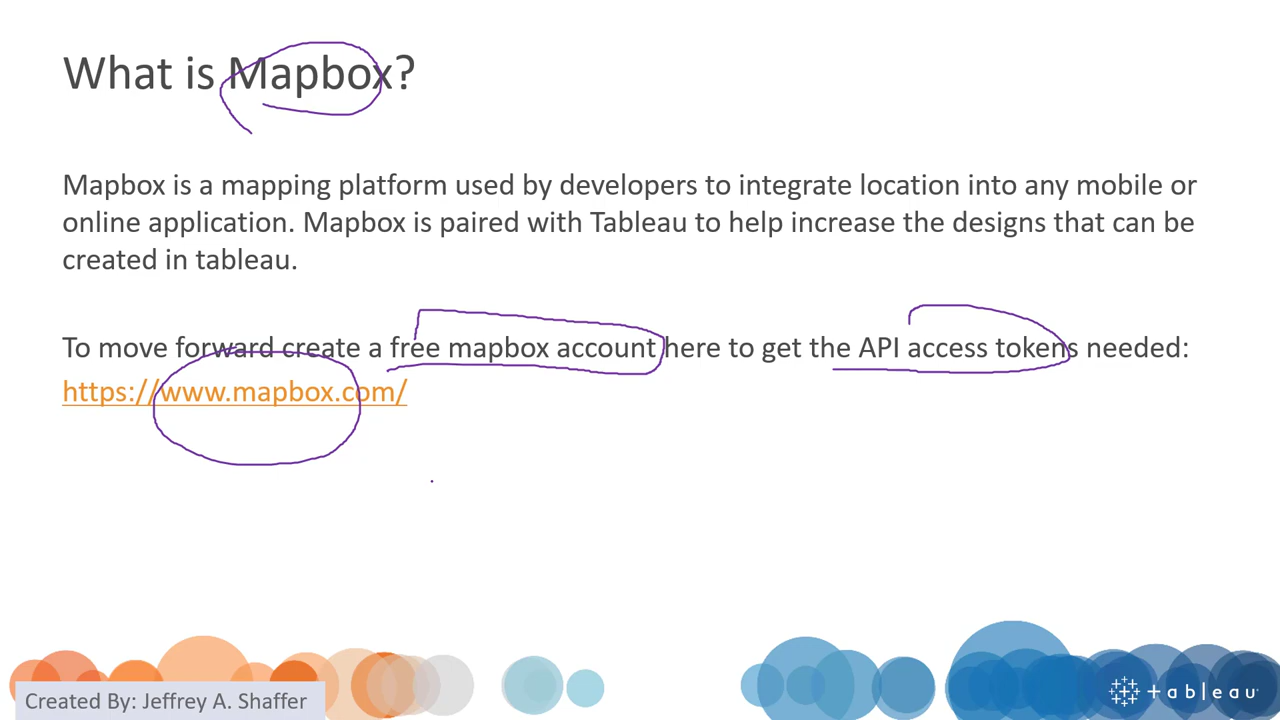 What is Mapbox?
Mapbox is a mapping platform used by developers to integrate location into any mobile or
online application. Mapbox is paired with Tableau to help increase the designs that can be
created in tableau.
To move forward create a free mapbox account here to get the API access tokens needed:
https://www.mapbox.com/
Created By: Jeffrey A. Shaffer
+ableau